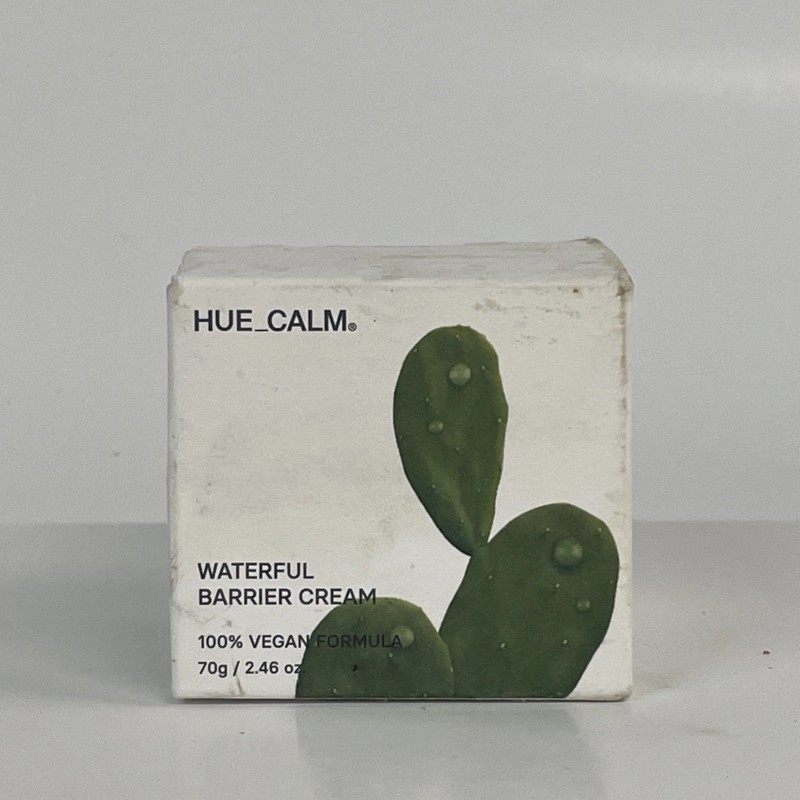 HUE_CALM®
WATERFUL
BARRIER CREAM
100% VEGAN FORMULA
70g / 2.46 oz.